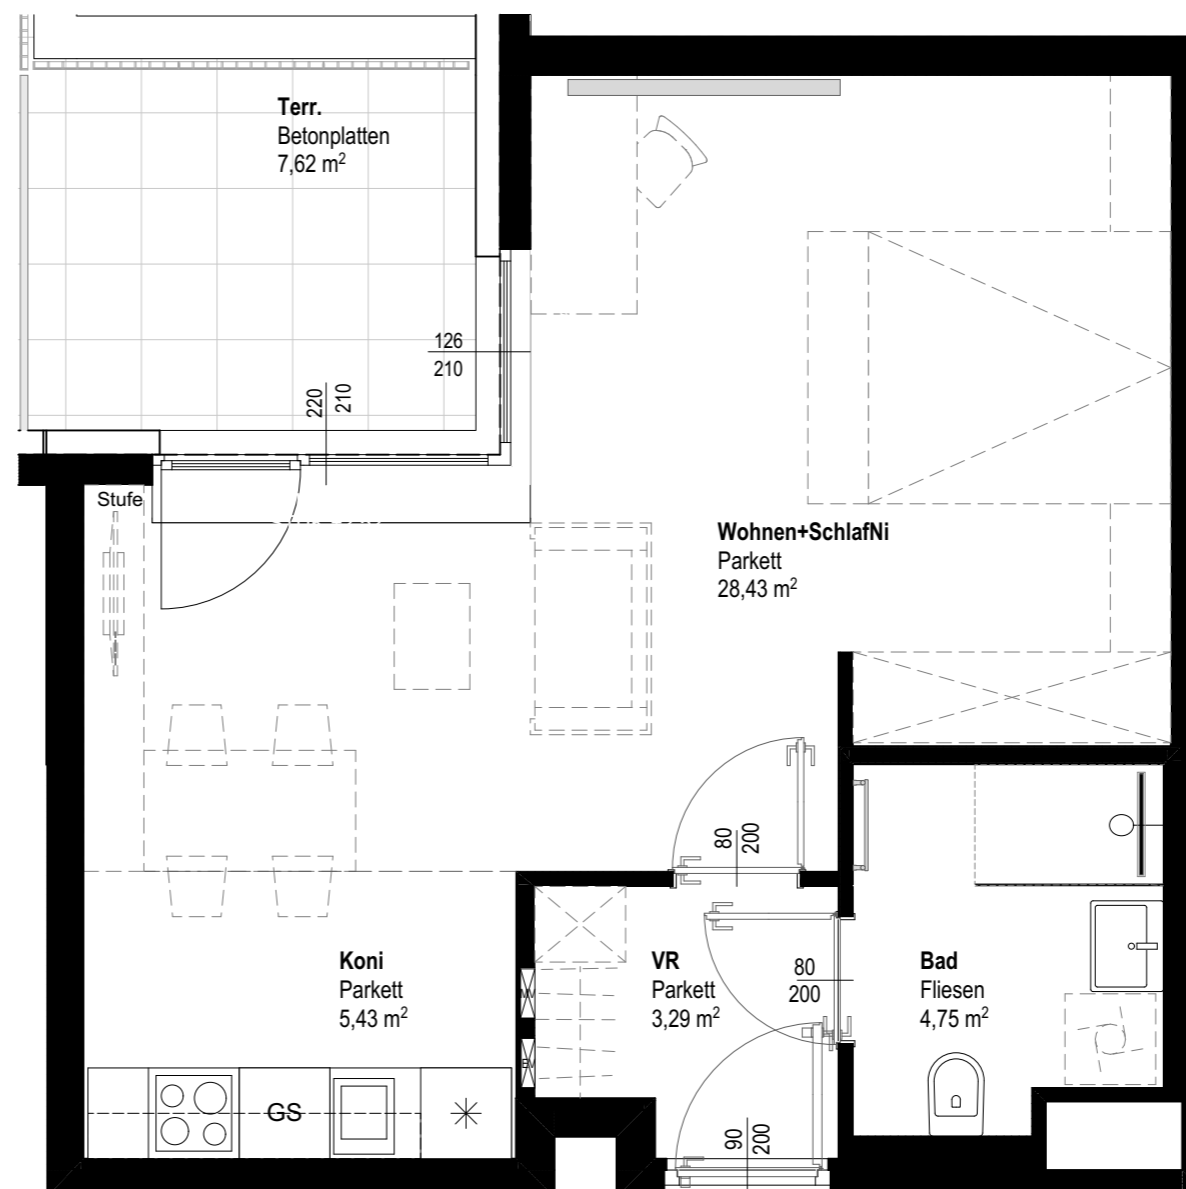 Terr.
Betonplatten
7,62 m²
126
210
220
210
Stufe
Wohnen+SchlafNi
Parkett
28,43 m²
80
200
Koni
Parkett
5,43 m²
VR
Parkett
3,29 m²
80
200
Bad
Fliesen
4,75 m²
GS
90
200